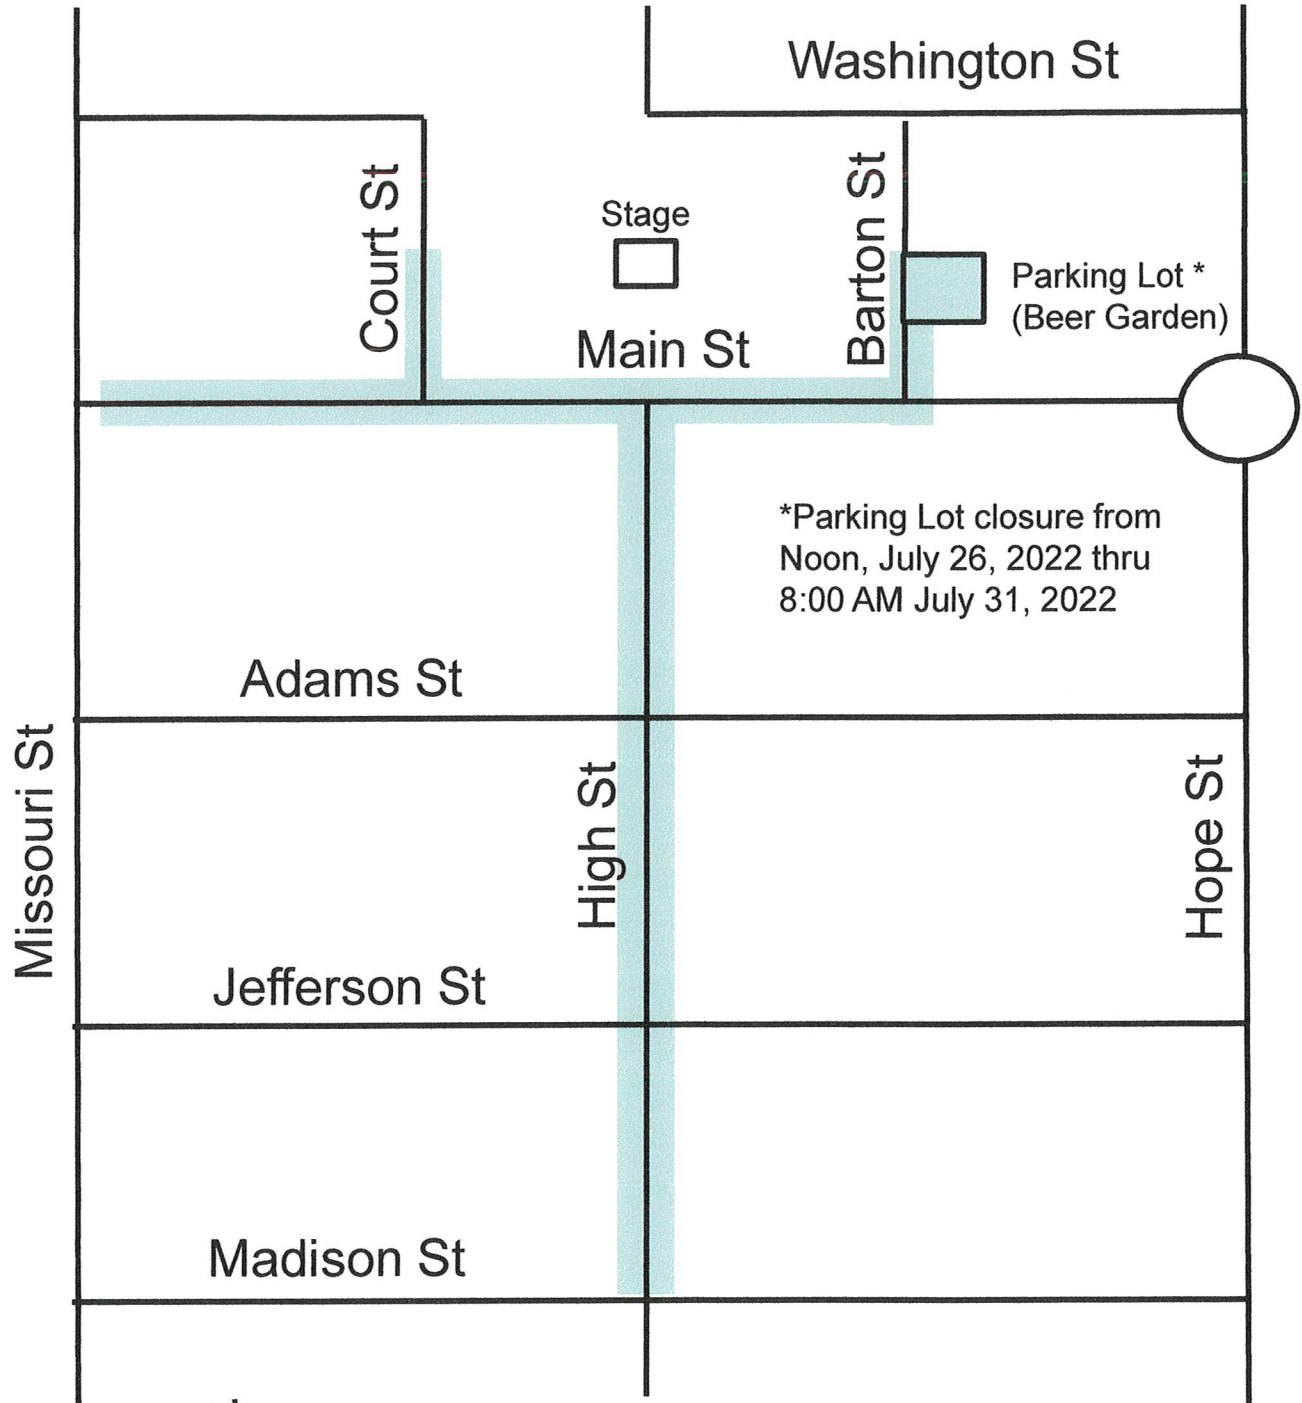 Washington St
Court St
Stage
Barton St
Parking Lot *
(Beer Garden)
Main St
*Parking Lot closure from
Noon, July 26, 2022 thru
8:00 AM July 31, 2022
Adams St
Missouri St
High St
Hope St
Jefferson St
Madison St